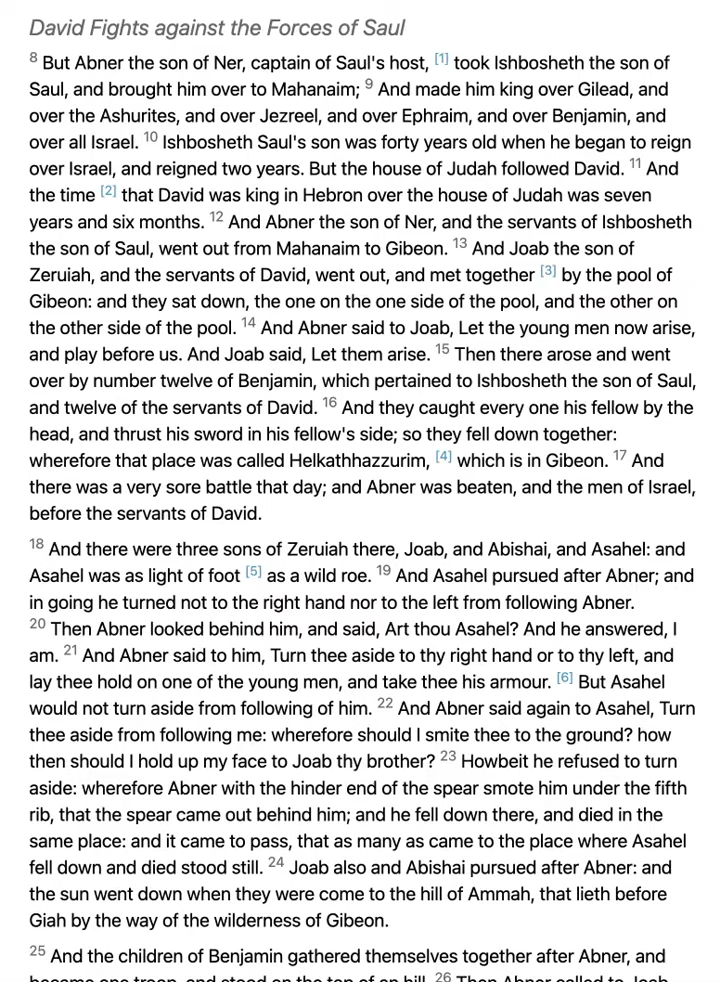 David Fights against the Forces of Saul
8 But Abner the son of Ner, captain of Saul's host, [1] took Ishbosheth the son of
Saul, and brought him over to Mahanaim; 9 And made him king over Gilead, and
over the Ashurites, and over Jezreel, and over Ephraim, and over Benjamin, and
over all Israel. 10 Ishbosheth Saul's son was forty years old when he began to reign
over Israel, and reigned two years. But the house of Judah followed David. 11 And
the time [2] that David was king in Hebron over the house of Judah was seven
years and six months. 12 And Abner the son of Ner, and the servants of Ishbosheth
the son of Saul, went out from Mahanaim to Gibeon. 13 And Joab the son of
Zeruiah, and the servants of David, went out, and met together [3] by the pool of
Gibeon: and they sat down, the one on the one side of the pool, and the other on
the other side of the pool. 14 And Abner said to Joab, Let the young men now arise,
and play before us. And Joab said, Let them arise. 15 Then there arose and went
over by number twelve of Benjamin, which pertained to Ishbosheth the son of Saul,
and twelve of the servants of David. 16 And they caught every one his fellow by the
head, and thrust his sword in his fellow's side; so they fell down together:
wherefore that place was called Helkathhazzurim, [4] which is in Gibeon. 17 And
there was a very sore battle that day; and Abner was beaten, and the men of Israel,
before the servants of David.
18 And there were three sons of Zeruiah there, Joab, and Abishai, and Asahel: and
Asahel was as light of foot [5] as a wild roe. 19 And Asahel pursued after Abner; and
in going he turned not to the right hand nor to the left from following Abner.
20 Then Abner looked behind him, and said, Art thou Asahel? And he answered, I
am. 21 And Abner said to him, Turn thee aside to thy right hand or to thy left, and
lay thee hold on one of the young men, and take thee his armour. [6] But Asahel
would not turn aside from following of him. 22 And Abner said again to Asahel, Turn
thee aside from following me: wherefore should I smite thee to the ground? how
then should I hold up my face to Joab thy brother? 23 Howbeit he refused to turn
aside: wherefore Abner with the hinder end of the spear smote him under the fifth
rib, that the spear came out behind him; and he fell down there, and died in the
same place: and it came to pass, that as many as came to the place where Asahel
fell down and died stood still. 24 Joab also and Abishai pursued after Abner: and
the sun went down when they were come to the hill of Ammah, that lieth before
Giah by the way of the wilderness of Gibeon.
25 And the children of Benjamin gathered themselves together after Abner, and
became one troop, and stood on the top of an hill. 26 Then Abner called to Joab